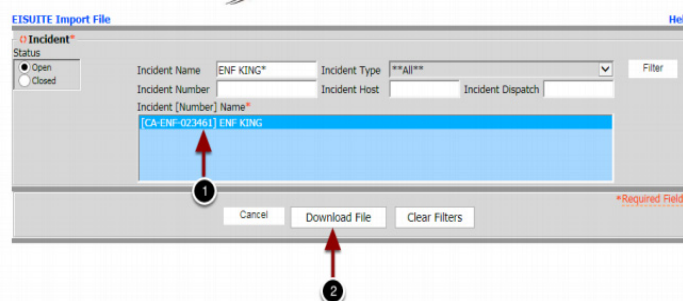 EISUITE Import File Hel
Incident*
Status
Open
Closed
Incident Name ENF KING* Incident Type **All** Filter
Incident Number Incident Host Incident Dispatch
Incident [Number] Name*
[CA-ENF-023461] ENF KING
1
*Required Field
Cancel Download File Clear Filters
2